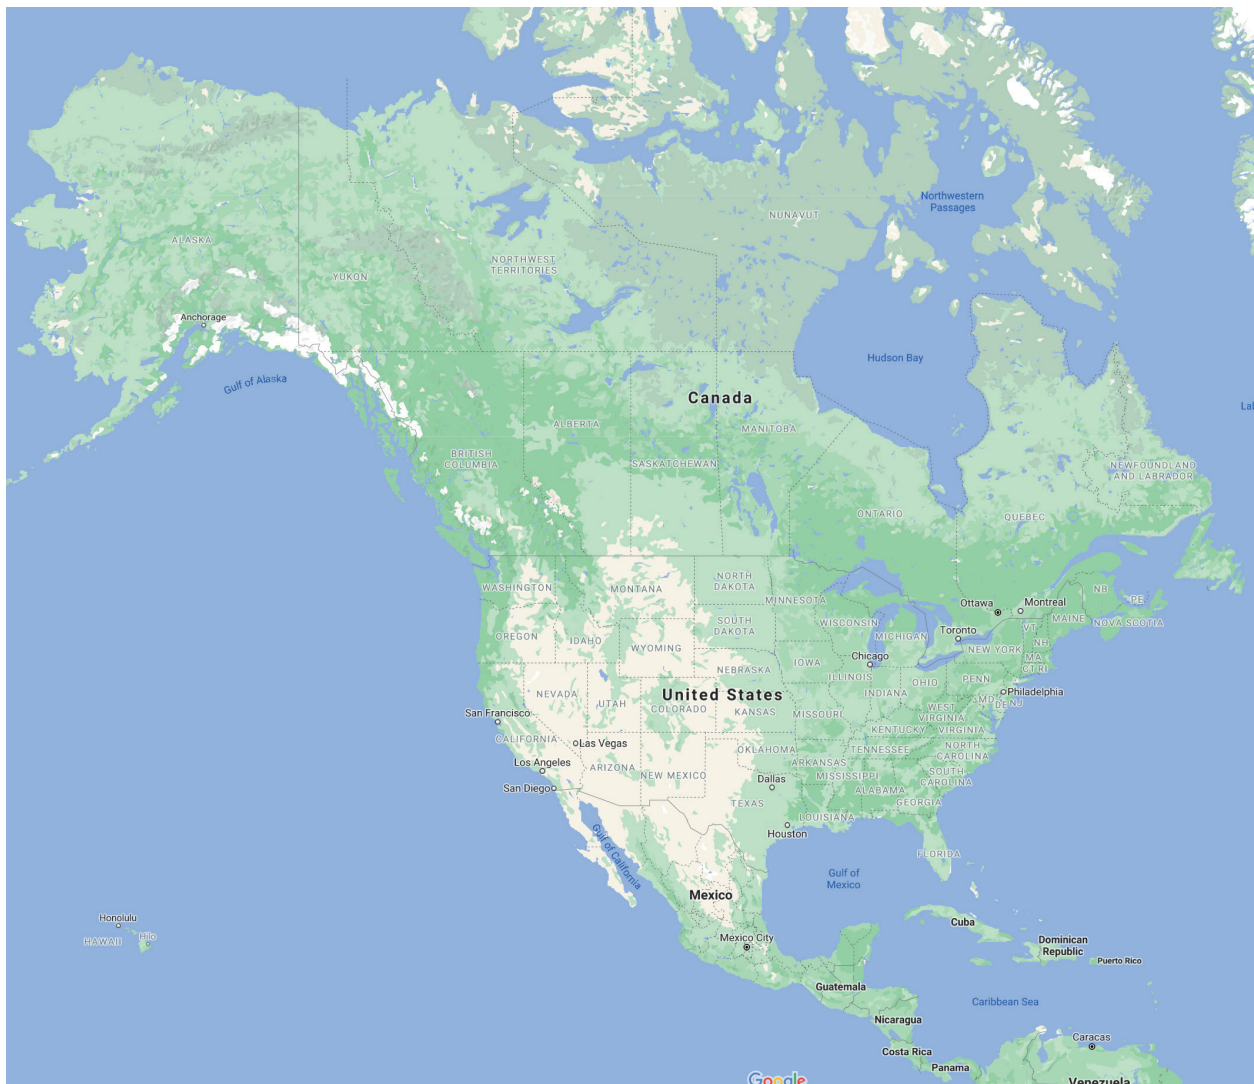 NUNAVUT
Northwestern
Passages
ALASKA
NORTHWEST
TERRITORIES
YUKON
Anchorage
Gulf of Alaska
Hudson Bay
Canada
ALBERTA
MANITOBA
BRITISH
COLUMBIA
SASKATCHEWAN
NEWFOUNDLAND
AND LABRADOR
ONTARIO
QUEBEC
WASHINGTON
MONTANA
NORTH
DAKOTA
MINNESOTA
Ottawa
Montreal
NB
PE
MAINE
NOVA SCOTIA
OREGON
IDAHO
WYOMING
SOUTH
DAKOTA
WISCONSIN
MICHIGAN
Toronto
VT
NH
NEW YORK
MA
CT
RI
NEBRASKA
IOWA
Chicago
ILLINOIS
INDIANA
OHIO
PENN
Philadelphia
MD
DE
NJ
NEVADA
UTAH
United States
COLORADO
KANSAS
MISSOURI
WEST
VIRGINIA
KENTUCKY
VIRGINIA
San Francisco
CALIFORNIA
Las Vegas
Los Angeles
ARIZONA
NEW MEXICO
OKLAHOMA
ARKANSAS
TENNESSEE
NORTH
CAROLINA
San Diego
Dallas
MISSISSIPPI
ALABAMA
SOUTH
CAROLINA
GEORGIA
TEXAS
LOUISIANA
Houston
FLORIDA
Gulf of California
Gulf of
Mexico
Mexico
Honolulu
HAWAII
Hilo
Mexico City
Cuba
Dominican
Republic
Puerto Rico
Guatemala
Caribbean Sea
Nicaragua
Costa Rica
Caracas
Panama
Venezuela
Google